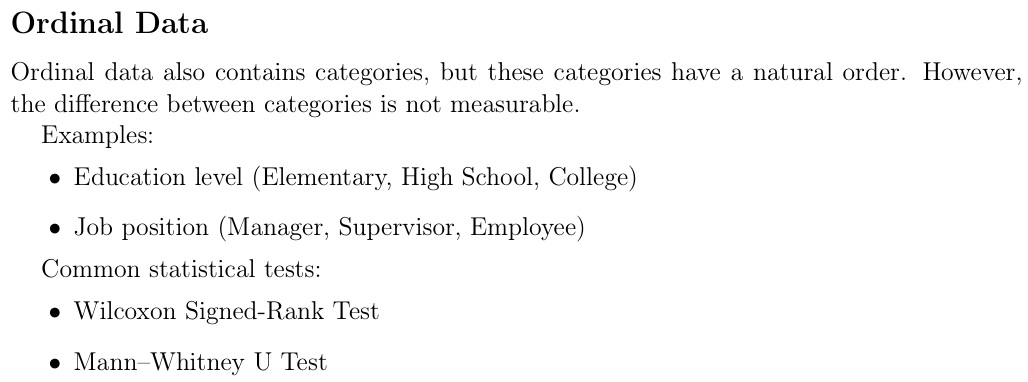 Ordinal Data
Ordinal data also contains categories, but these categories have a natural order. However,
the difference between categories is not measurable.
Examples:
• Education level (Elementary, High School, College)
• Job position (Manager, Supervisor, Employee)
Common statistical tests:
• Wilcoxon Signed-Rank Test
• Mann–Whitney U Test